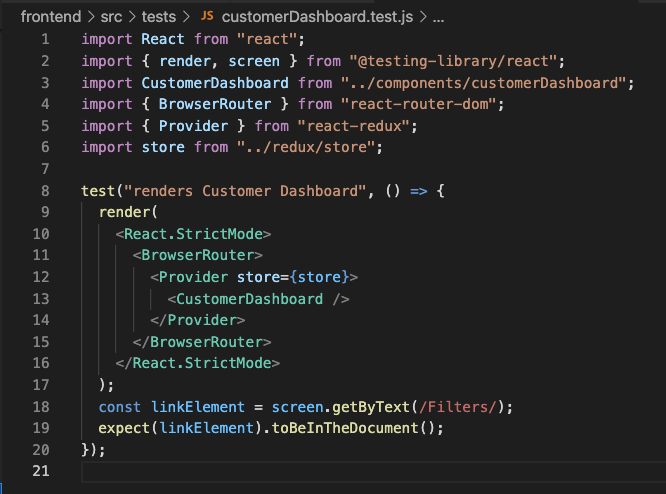 frontend > src > tests > JS customerDashboard.test.js > ...
1 import React from "react";
2 import { render, screen } from "@testing-library/react";
3 import CustomerDashboard from "../components/customerDashboard";
4 import { BrowserRouter } from "react-router-dom";
5 import { Provider } from "react-redux";
6 import store from "../redux/store";
7
8 test("renders Customer Dashboard", () => {
9   render(
10     <React.StrictMode>
11       <BrowserRouter>
12         <Provider store={store}>
13           <CustomerDashboard />
14         </Provider>
15       </BrowserRouter>
16     </React.StrictMode>
17   );
18   const linkElement = screen.getByText(/Filters/);
19   expect(linkElement).toBeInTheDocument();
20 });
21